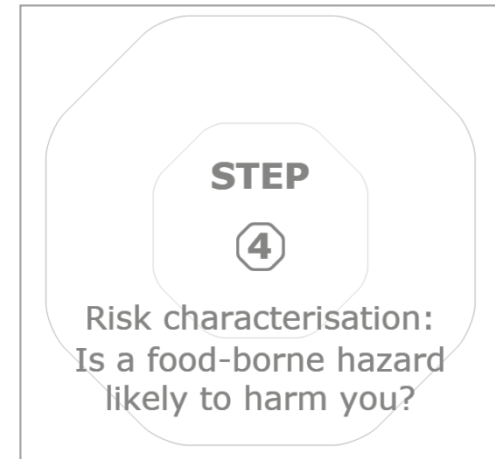 STEP
4
Risk characterisation:
Is a food-borne hazard
likely to harm you?